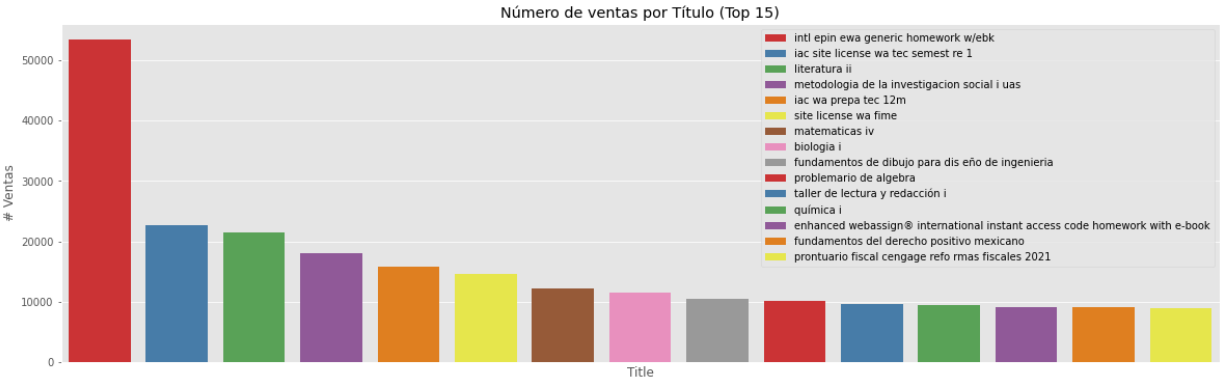 Número de ventas por Título (Top 15)
# Ventas
50000
40000
30000
20000
10000
0
intl epin ewa generic homework w/ebk
iac site license wa tec semest re 1
literatura ii
metodologia de la investigacion social i uas
iac wa prepa tec 12m
site license wa fime
matematicas iv
biologia i
fundamentos de dibujo para dis eño de ingenieria
problemario de algebra
taller de lectura y redacción i
química i
enhanced webassign® international instant access code homework with e-book
fundamentos del derecho positivo mexicano
prontuario fiscal cengage refo rmas fiscales 2021
Title